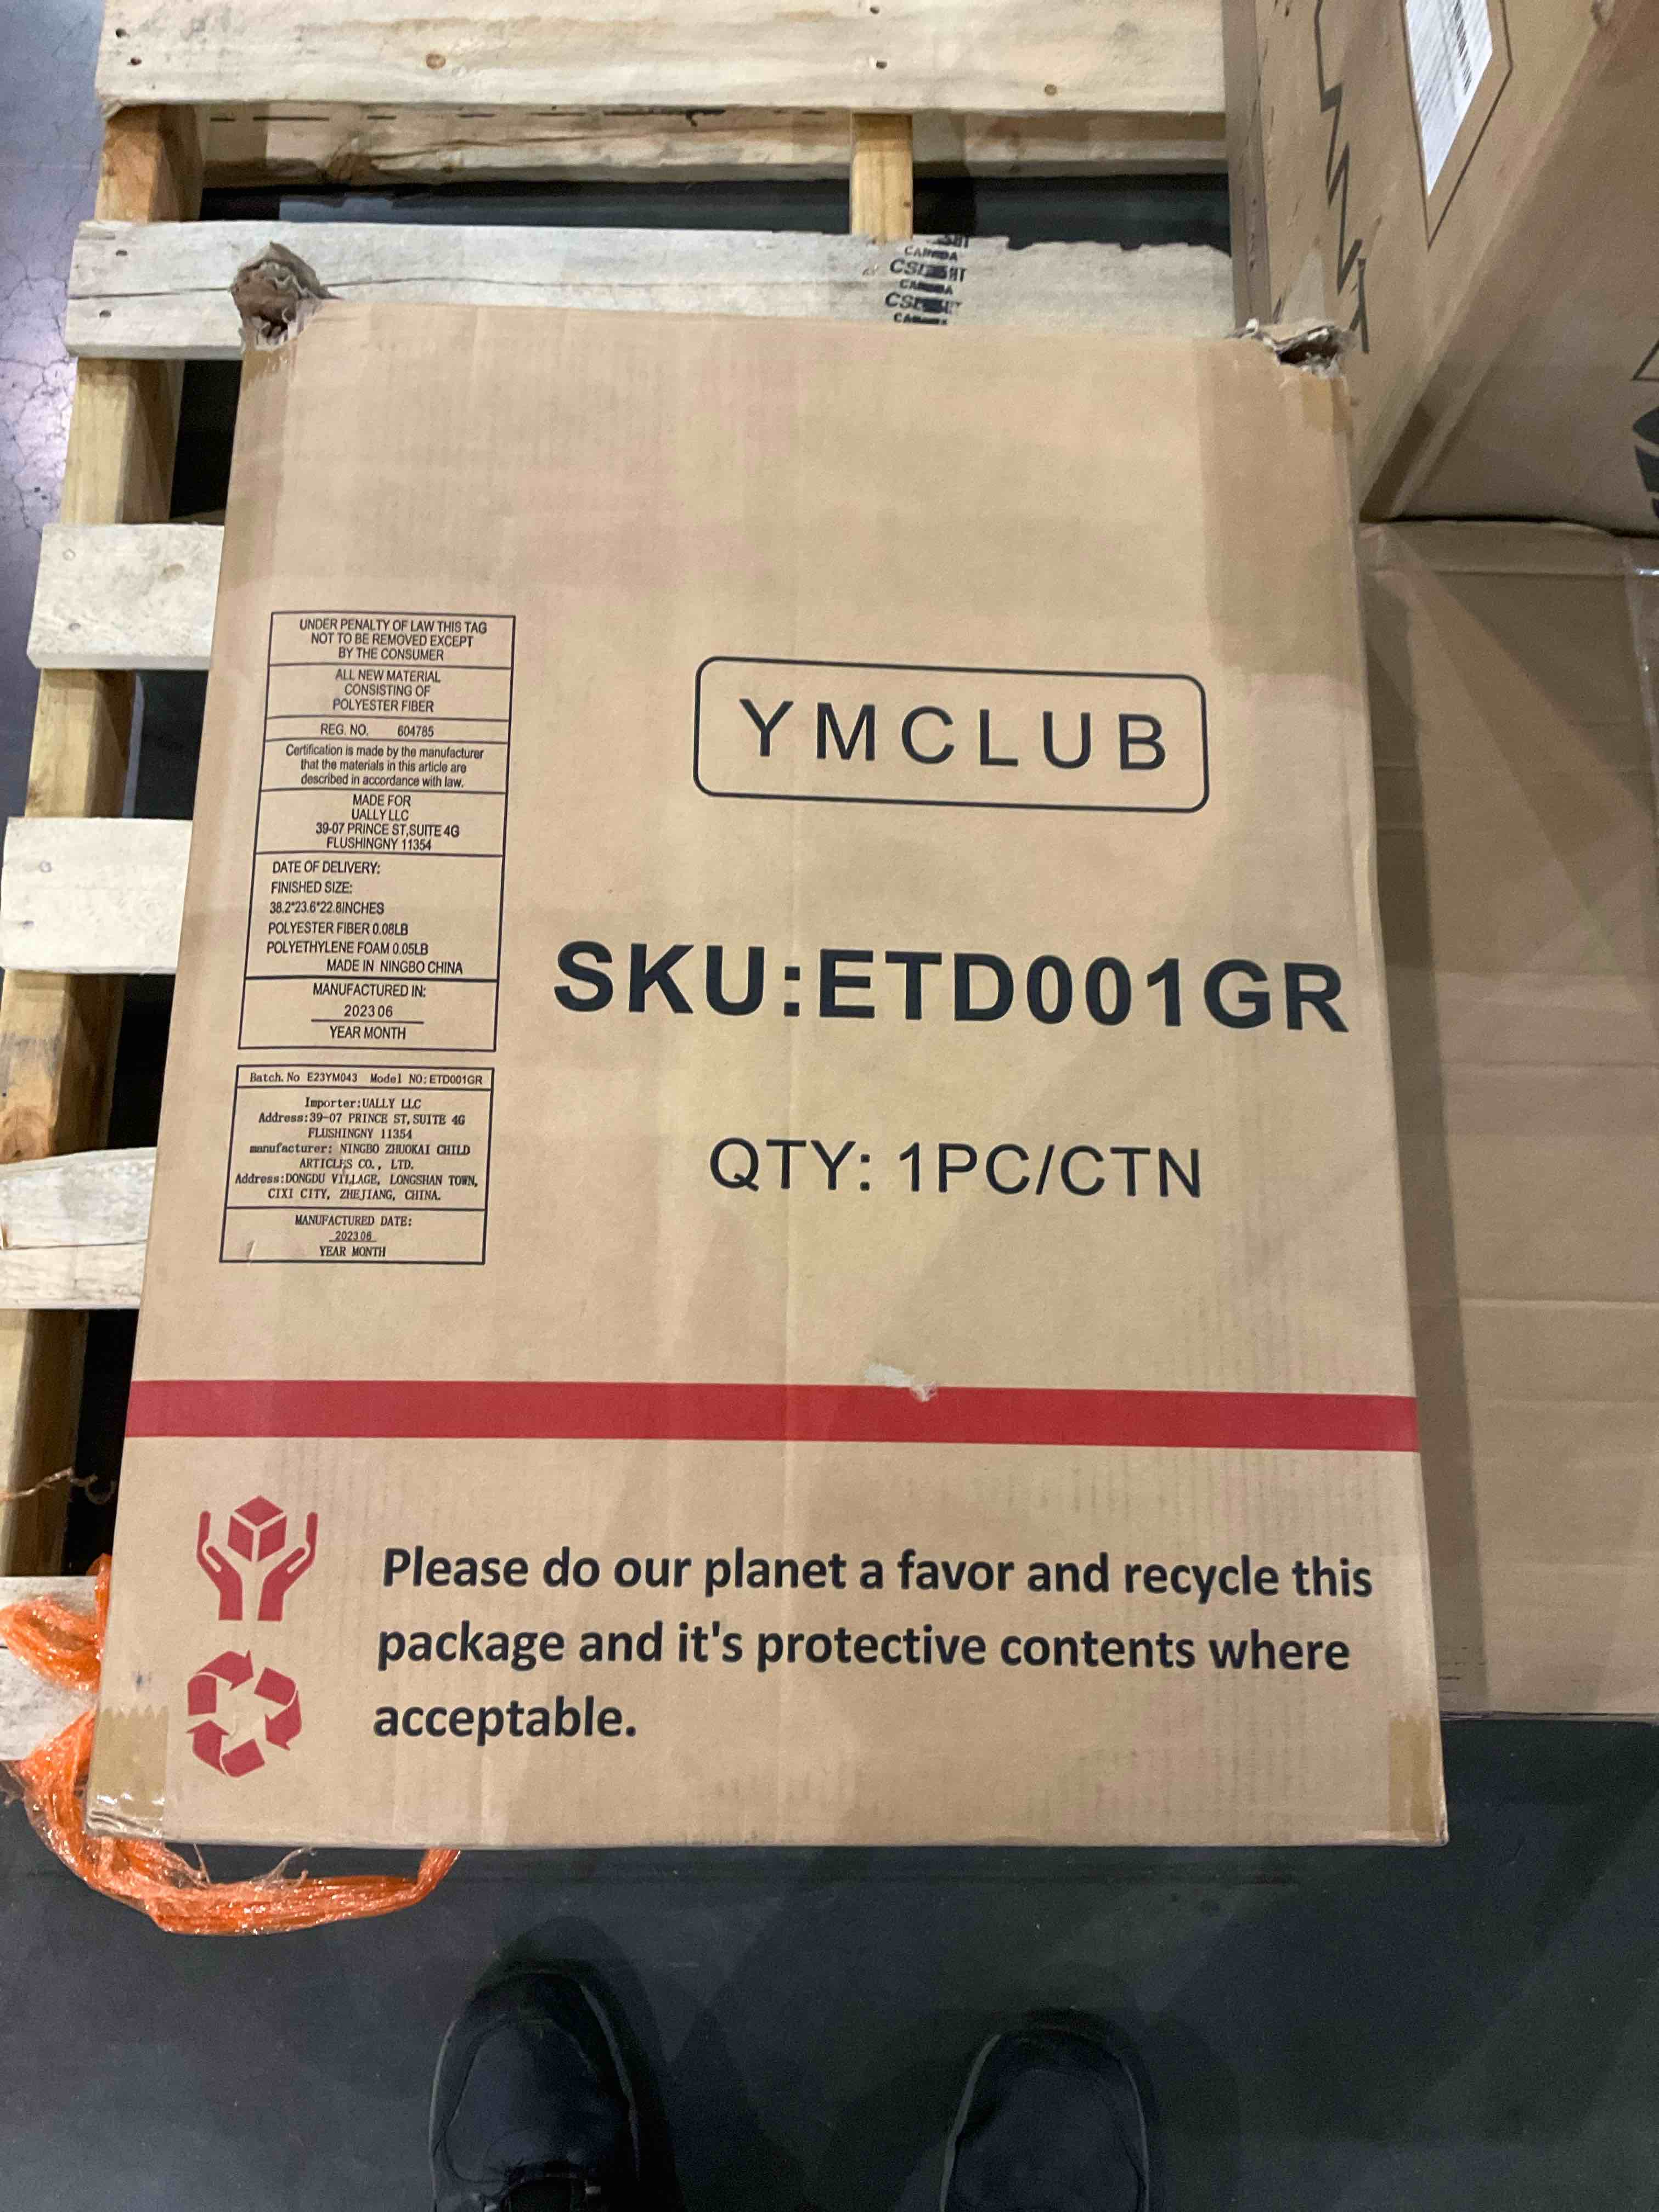 CANADA
CANADA
UNDER PENALTY OF LAW THIS TAG
NOT TO BE REMOVED EXCEPT
BY THE CONSUMER
ALL NEW MATERIAL
CONSISTING OF
POLYESTER FIBER
REG. NO. 604785
Certification is made by the manufacturer
that the materials in this article are
described in accordance with law.
MADE FOR
UALLY LLC
39-07 PRINCE ST,SUITE 4G
FLUSHINGNY 11354
DATE OF DELIVERY:
FINISHED SIZE:
38.2*23.6*22.8INCHES
POLYESTER FIBER 0.08LB
POLYETHYLENE FOAM 0.05LB
MADE IN NINGBO CHINA
MANUFACTURED IN:
2023 06
YEAR MONTH
Batch. No E23YM043 Model NO:ETD001GR
Importer:UALLY LLC
Address:39-07 PRINCE ST, SUITE 4G
FLUSHINGNY 11354
manufacturer: NINGBO ZHUOKAI CHILD
ARTICLES CO., LTD.
Address:DONGDU VILLAGE, LONGSHAN TOWN,
CIXI CITY, ZHEJIANG, CHINA.
MANUFACTURED DATE:
2023 06
YEAR MONTH
YMCLUB
SKU:ETD001GR
QTY: 1PC/CTN
Please do our planet a favor and recycle this
package and it's protective contents where
acceptable.